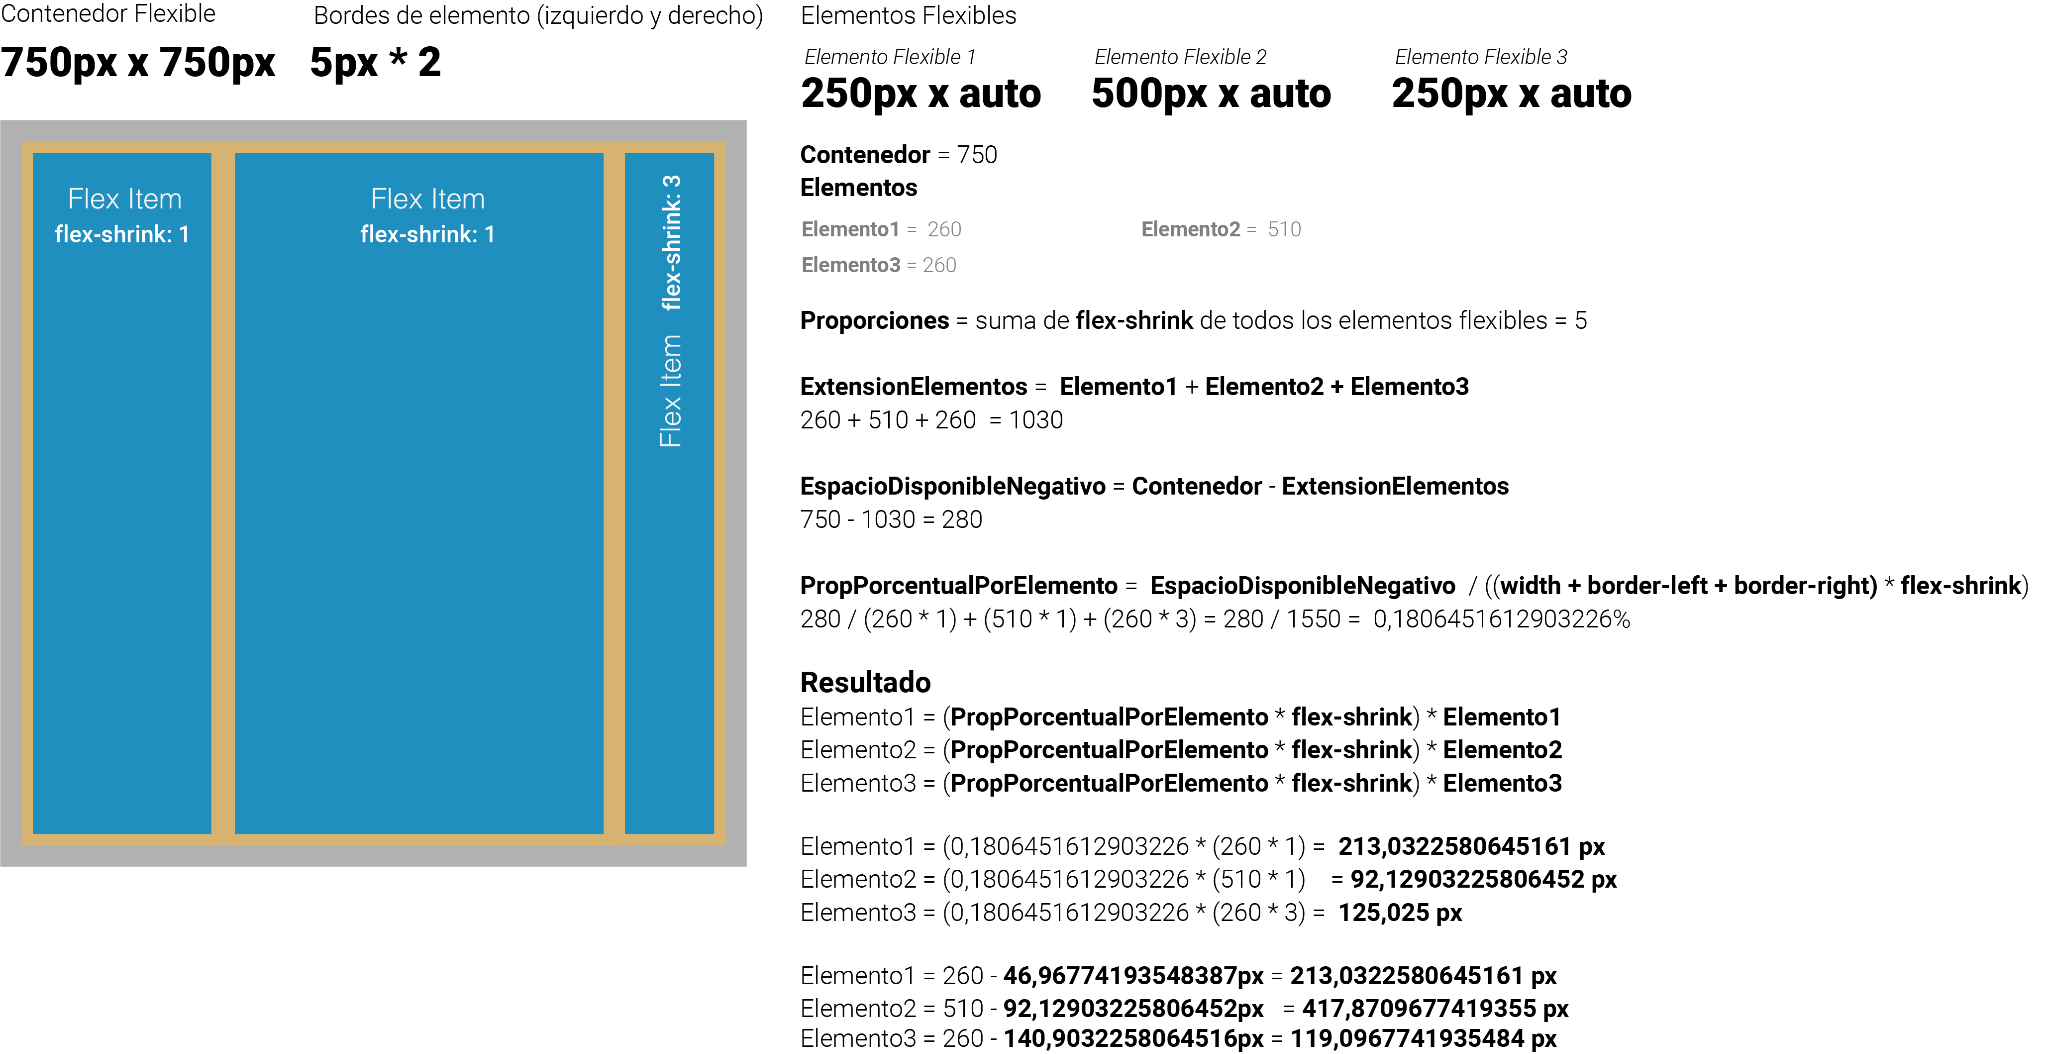 Contenedor Flexible
750px x 750px
Bordes de elemento (izquierdo y derecho)
5px * 2
Flex Item
flex-shrink: 1
Flex Item
flex-shrink: 1
Flex Item flex-shrink: 3
Elementos Flexibles
Elemento Flexible 1
250px x auto
Elemento Flexible 2
500px x auto
Elemento Flexible 3
250px x auto
Contenedor = 750
Elementos
Elemento1 = 260
Elemento2 = 510
Elemento3 = 260
Proporciones = suma de flex-shrink de todos los elementos flexibles = 5
ExtensionElementos = Elemento1 + Elemento2 + Elemento3
260 + 510 + 260 = 1030
EspacioDisponibleNegativo = Contenedor - ExtensionElementos
750 - 1030 = 280
PropPorcentualPorElemento = EspacioDisponibleNegativo / ((width + border-left + border-right) * flex-shrink)
280 / (260 * 1) + (510 * 1) + (260 * 3) = 280 / 1550 = 0,1806451612903226%
Resultado
Elemento1 = (PropPorcentualPorElemento * flex-shrink) * Elemento1
Elemento2 = (PropPorcentualPorElemento * flex-shrink) * Elemento2
Elemento3 = (PropPorcentualPorElemento * flex-shrink) * Elemento3
Elemento1 = (0,1806451612903226 * (260 * 1) = 213,0322580645161 px
Elemento2 = (0,1806451612903226 * (510 * 1) = 92,12903225806452 px
Elemento3 = (0,1806451612903226 * (260 * 3) = 125,025 px
Elemento1 = 260 - 46,96774193548387px = 213,0322580645161 px
Elemento2 = 510 - 92,12903225806452px = 417,8709677419355 px
Elemento3 = 260 - 140,9032258064516px = 119,0967741935484 px